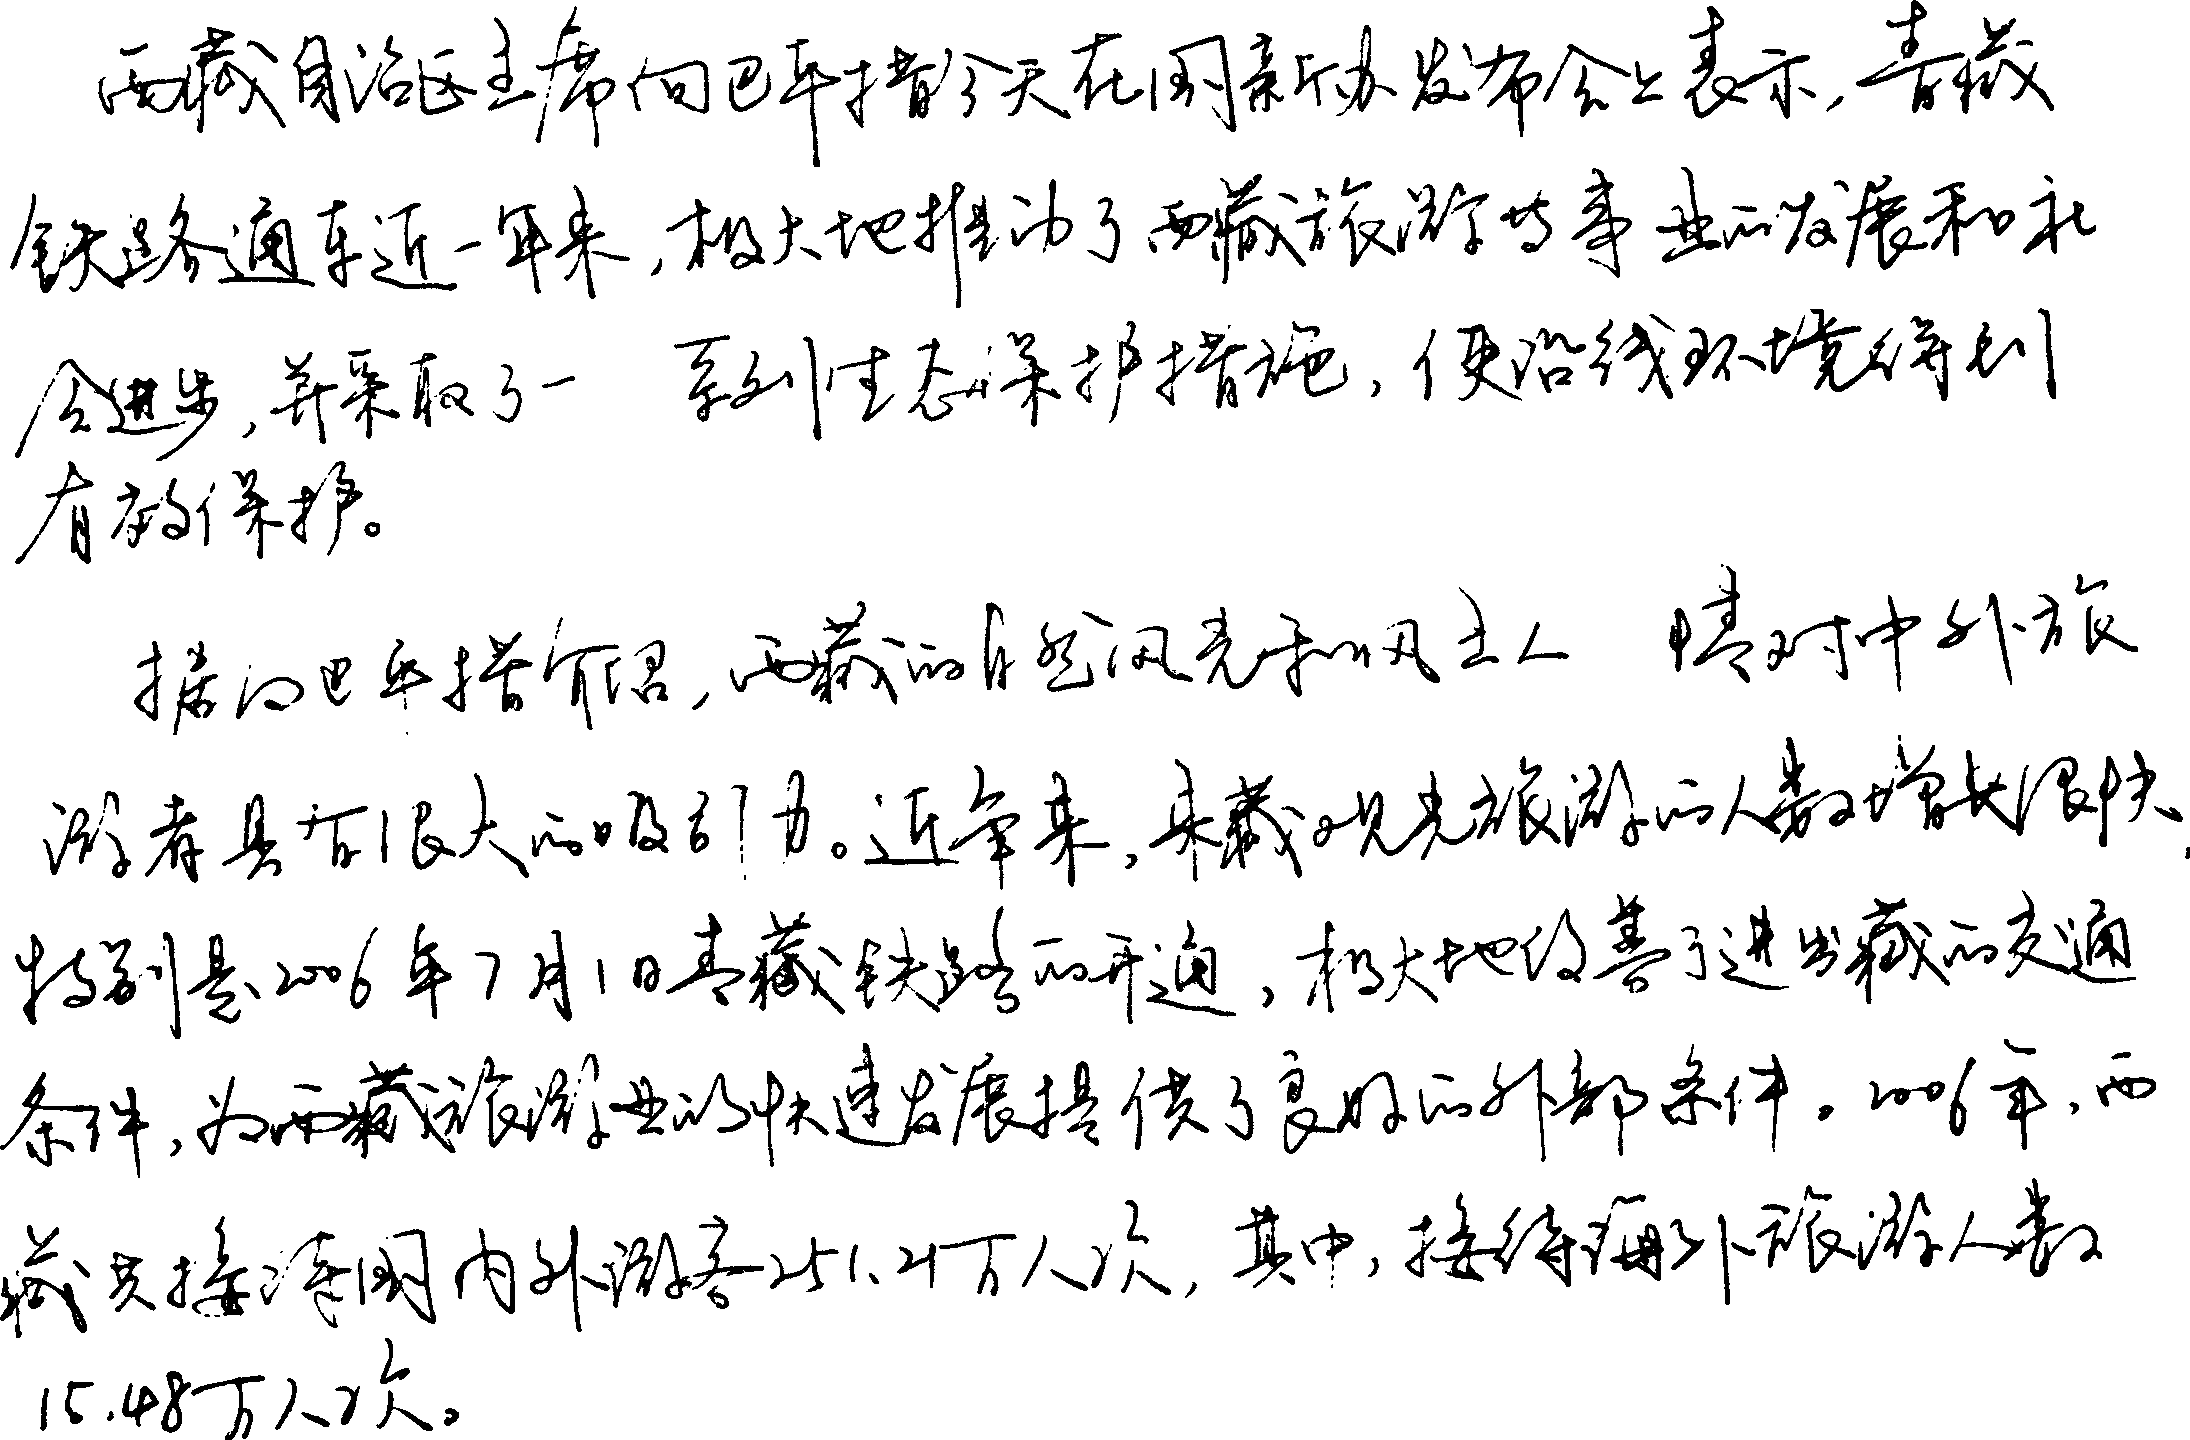 西藏自治区主席向巴平措今天在国新办发布会上表示,青藏
铁路通车近一年来,极大地推动了西藏旅游等事业的发展和社
会进步,并采取了一系列生态保护措施,使沿线环境得到
有效保护。
据向巴平措介绍,西藏的自然风光和风土人情对中外旅
游者具有很大的吸引力。近年来,来藏观光旅游的人数增长很快,
特别是2006年7月1日青藏铁路的开通,极大地改善了进出藏的交通
条件,为西藏旅游业的快速发展提供了良好的外部条件。2006年,西
藏共接待国内外游客251.21万人次,其中,接待海外旅游人数
15.48万人次。